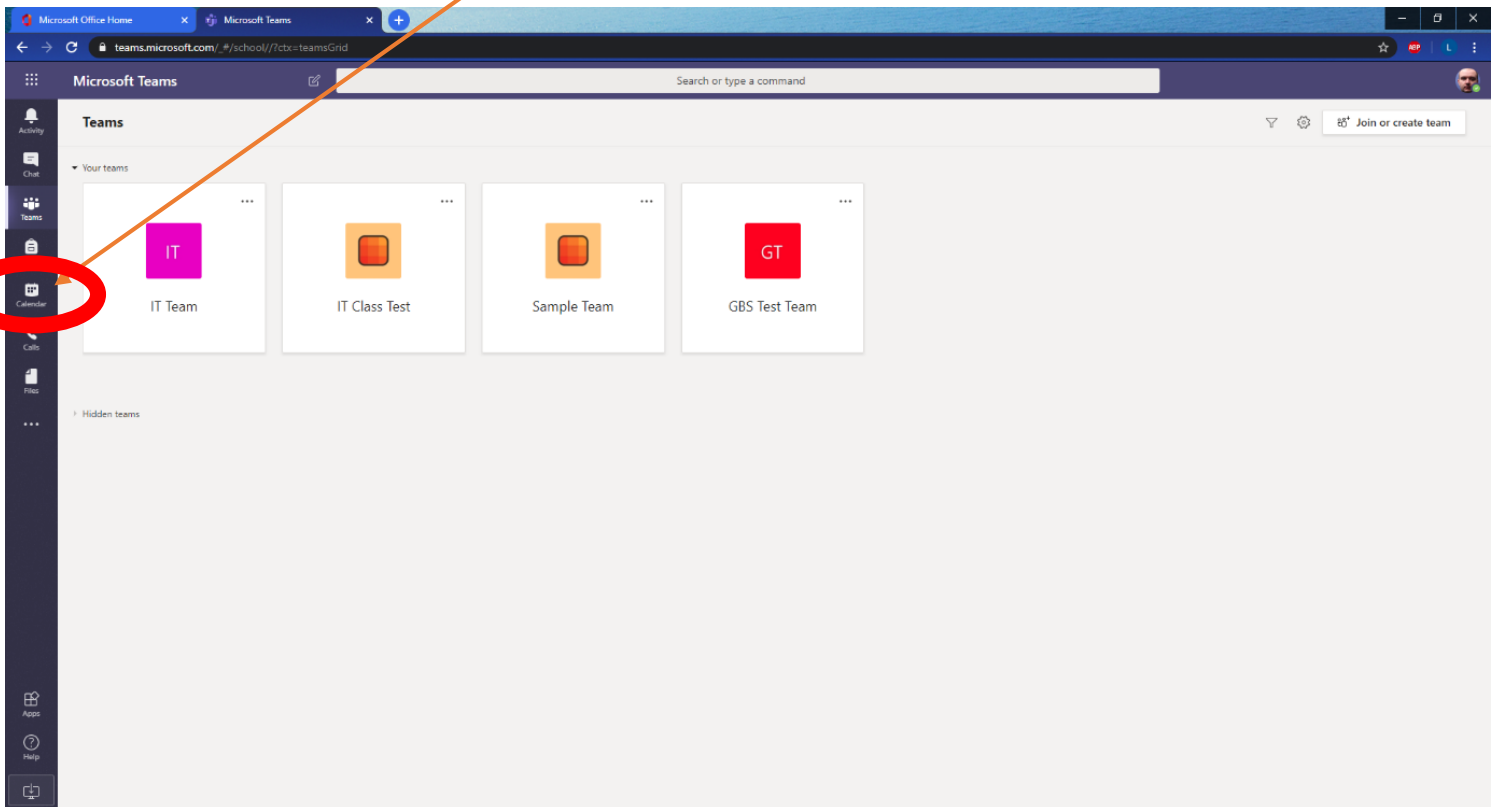 Microsoft Office Home
Microsoft Teams
teams.microsoft.com/_#/school//?ctx=teamsGrid
ABP
L
Microsoft Teams
Search or type a command
Activity
Chat
Teams
Calendar
Calls
Files
Apps
Help
Teams
Join or create team
Your teams
IT
IT Team
IT Class Test
Sample Team
GT
GBS Test Team
Hidden teams